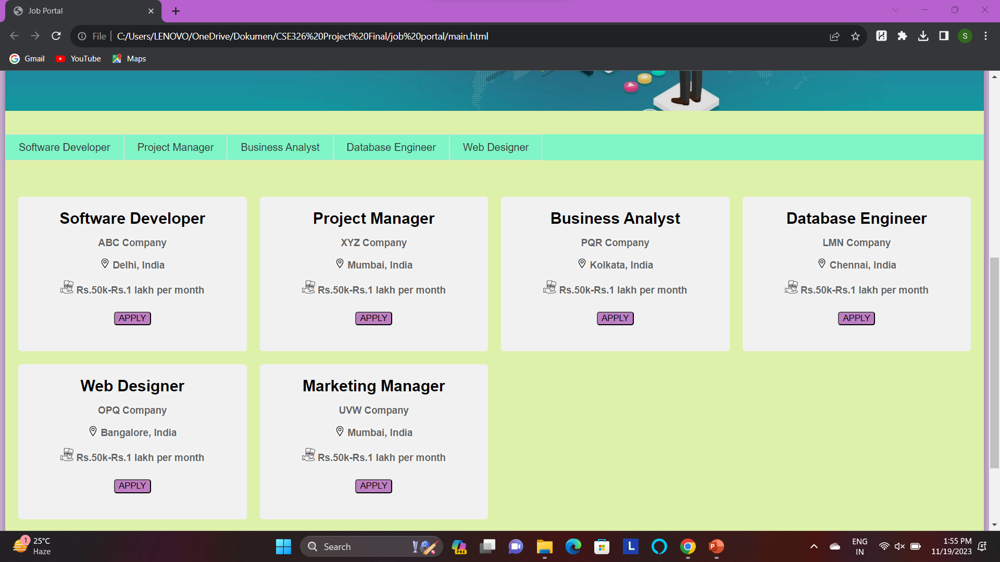 Job Portal
File
C:/Users/LENOVO/OneDrive/Dokumen/CSE326%20Project%20Final/job%20portal/main.html
S
Gmail YouTube Maps
Software Developer Project Manager Business Analyst Database Engineer Web Designer
Software Developer
ABC Company
Delhi, India
Rs.50k-Rs.1 lakh per month
APPLY
Project Manager
XYZ Company
Mumbai, India
Rs.50k-Rs.1 lakh per month
APPLY
Business Analyst
PQR Company
Kolkata, India
Rs.50k-Rs.1 lakh per month
APPLY
Database Engineer
LMN Company
Chennai, India
Rs.50k-Rs.1 lakh per month
APPLY
Web Designer
OPQ Company
Bangalore, India
Rs.50k-Rs.1 lakh per month
APPLY
Marketing Manager
UVW Company
Mumbai, India
Rs.50k-Rs.1 lakh per month
APPLY
1
25°C
Haze
Search
PRE
L
P
ENG
IN
1:55 PM
11/19/2023